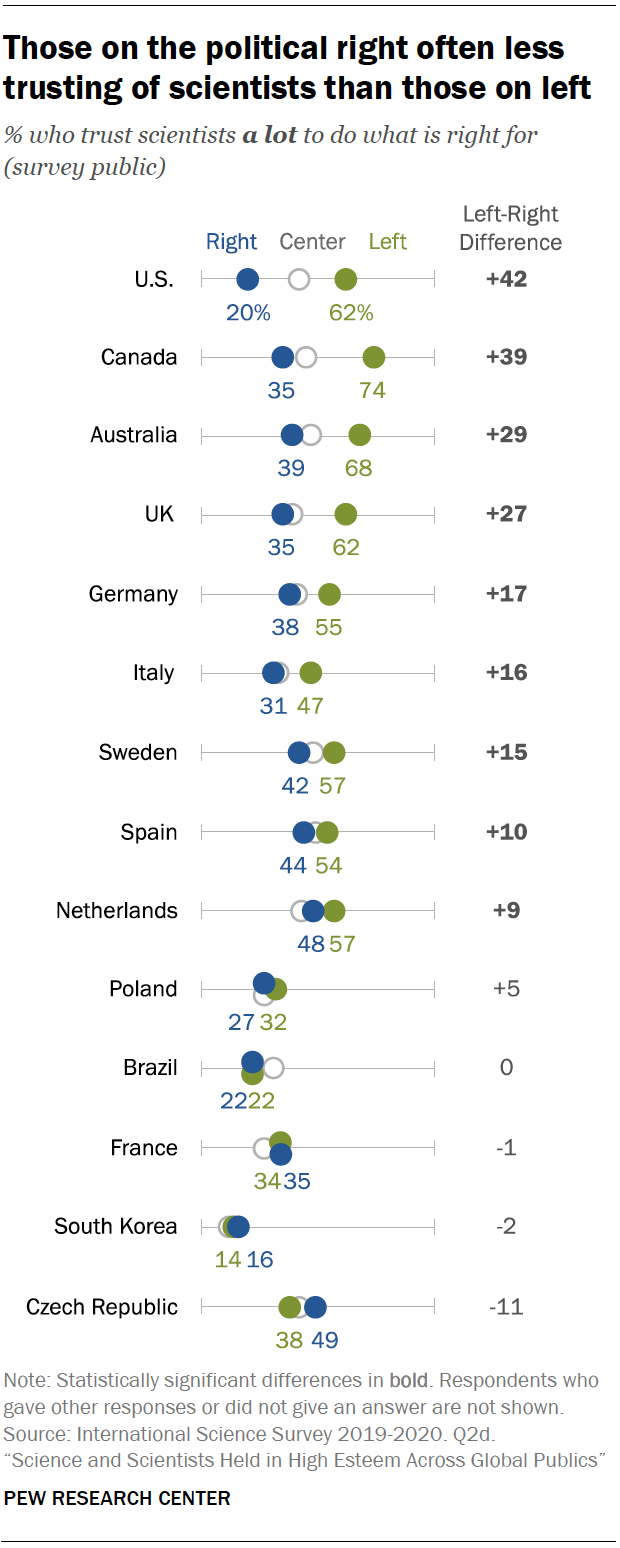 Those on the political right often less
trusting of scientists than those on left
% who trust scientists a lot to do what is right for
(survey public)
Left-Right
Right Center Left Difference
U.S. +42
20% 62%
Canada +39
35 74
Australia +29
39 68
UK +27
35 62
Germany +17
38 55
Italy +16
31 47
Sweden +15
42 57
Spain +10
44 54
Netherlands +9
48 57
Poland +5
27 32
Brazil 0
22 22
France -1
34 35
South Korea -2
14 16
Czech Republic -11
38 49
Note: Statistically significant differences in bold. Respondents who
gave other responses or did not give an answer are not shown.
Source: International Science Survey 2019-2020. Q2d.
“Science and Scientists Held in High Esteem Across Global Publics”
PEW RESEARCH CENTER